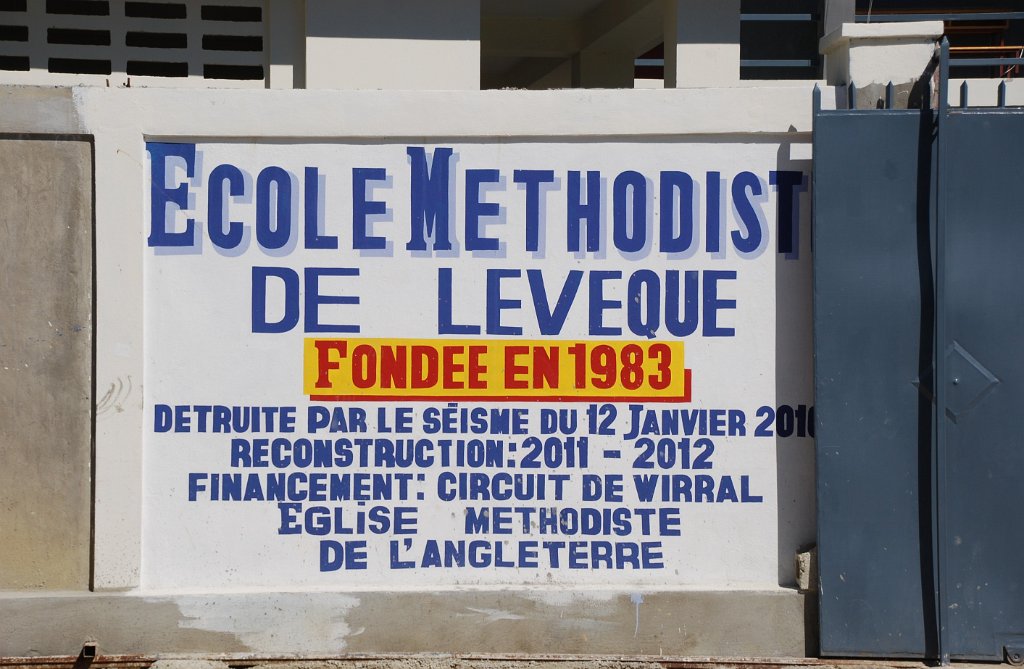 ECOLE METHODIST
DE LEVEQUE
FONDEE EN 1983
DETRUITE PAR LE SÉISME DU 12 JANVIER 2010
RECONSTRUCTION: 2011 - 2012
FINANCEMENT: CIRCUIT DE WIRRAL
EGLISE METHODISTE
DE L'ANGLETERRE